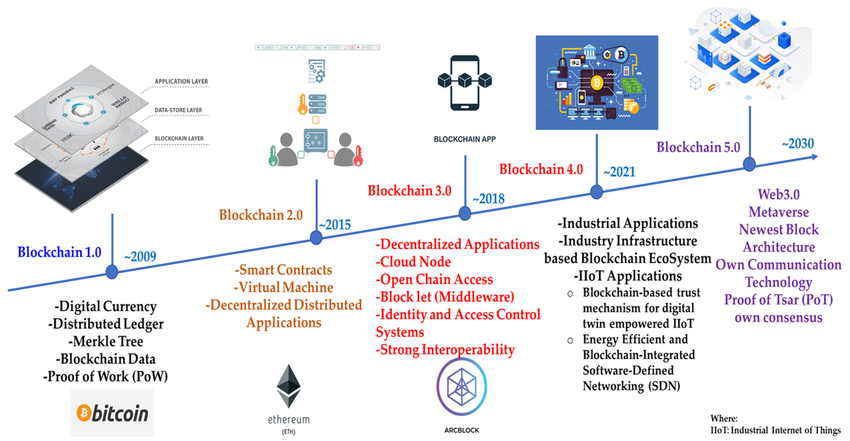 APPLICATION LAYER
DATA-STORE LAYER
BLOCKCHAIN LAYER
BNP PARIBAS
WELLS FARGO
BLOCKCHAIN APP
Blockchain 1.0
~2009
Blockchain 2.0
~2015
Blockchain 3.0
~2018
Blockchain 4.0
~2021
Blockchain 5.0
~2030
-Digital Currency
-Distributed Ledger
-Merkle Tree
-Blockchain Data
-Proof of Work (PoW)
bitcoin
-Smart Contracts
-Virtual Machine
-Decentralized Distributed
Applications
ethereum
(ETH)
-Decentralized Applications
-Cloud Node
-Open Chain Access
-Block let (Middleware)
-Identity and Access Control
Systems
-Strong Interoperability
ARCBLOCK
-Industrial Applications
-Industry Infrastructure
based Blockchain EcoSystem
-IIoT Applications
o Blockchain-based trust
mechanism for digital
twin empowered IIoT
o Energy Efficient and
Blockchain-Integrated
Software-Defined
Networking (SDN)
Web3.0
Metaverse
Newest Block
Architecture
Own Communication
Technology
Proof of Tsar (PoT)
own consensus
Where:
IIoT: Industrial Internet of Things